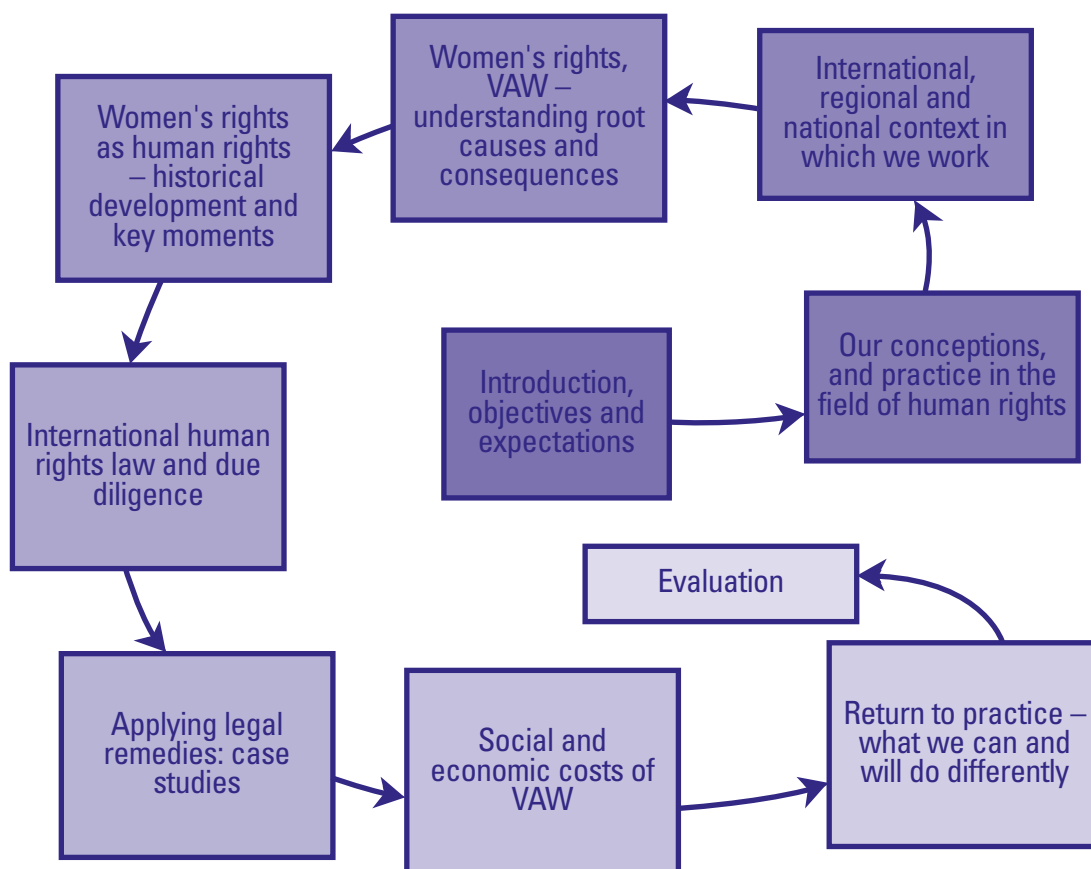 Introduction,
objectives and
expectations
Our conceptions,
and practice in the
field of human rights
International,
regional and
national context in
which we work
Women's rights,
VAW –
understanding root
causes and
consequences
Women's rights
as human rights
– historical
development and
key moments
International human
rights law and due
diligence
Applying legal
remedies: case
studies
Social and
economic costs of
VAW
Return to practice –
what we can and
will do differently
Evaluation